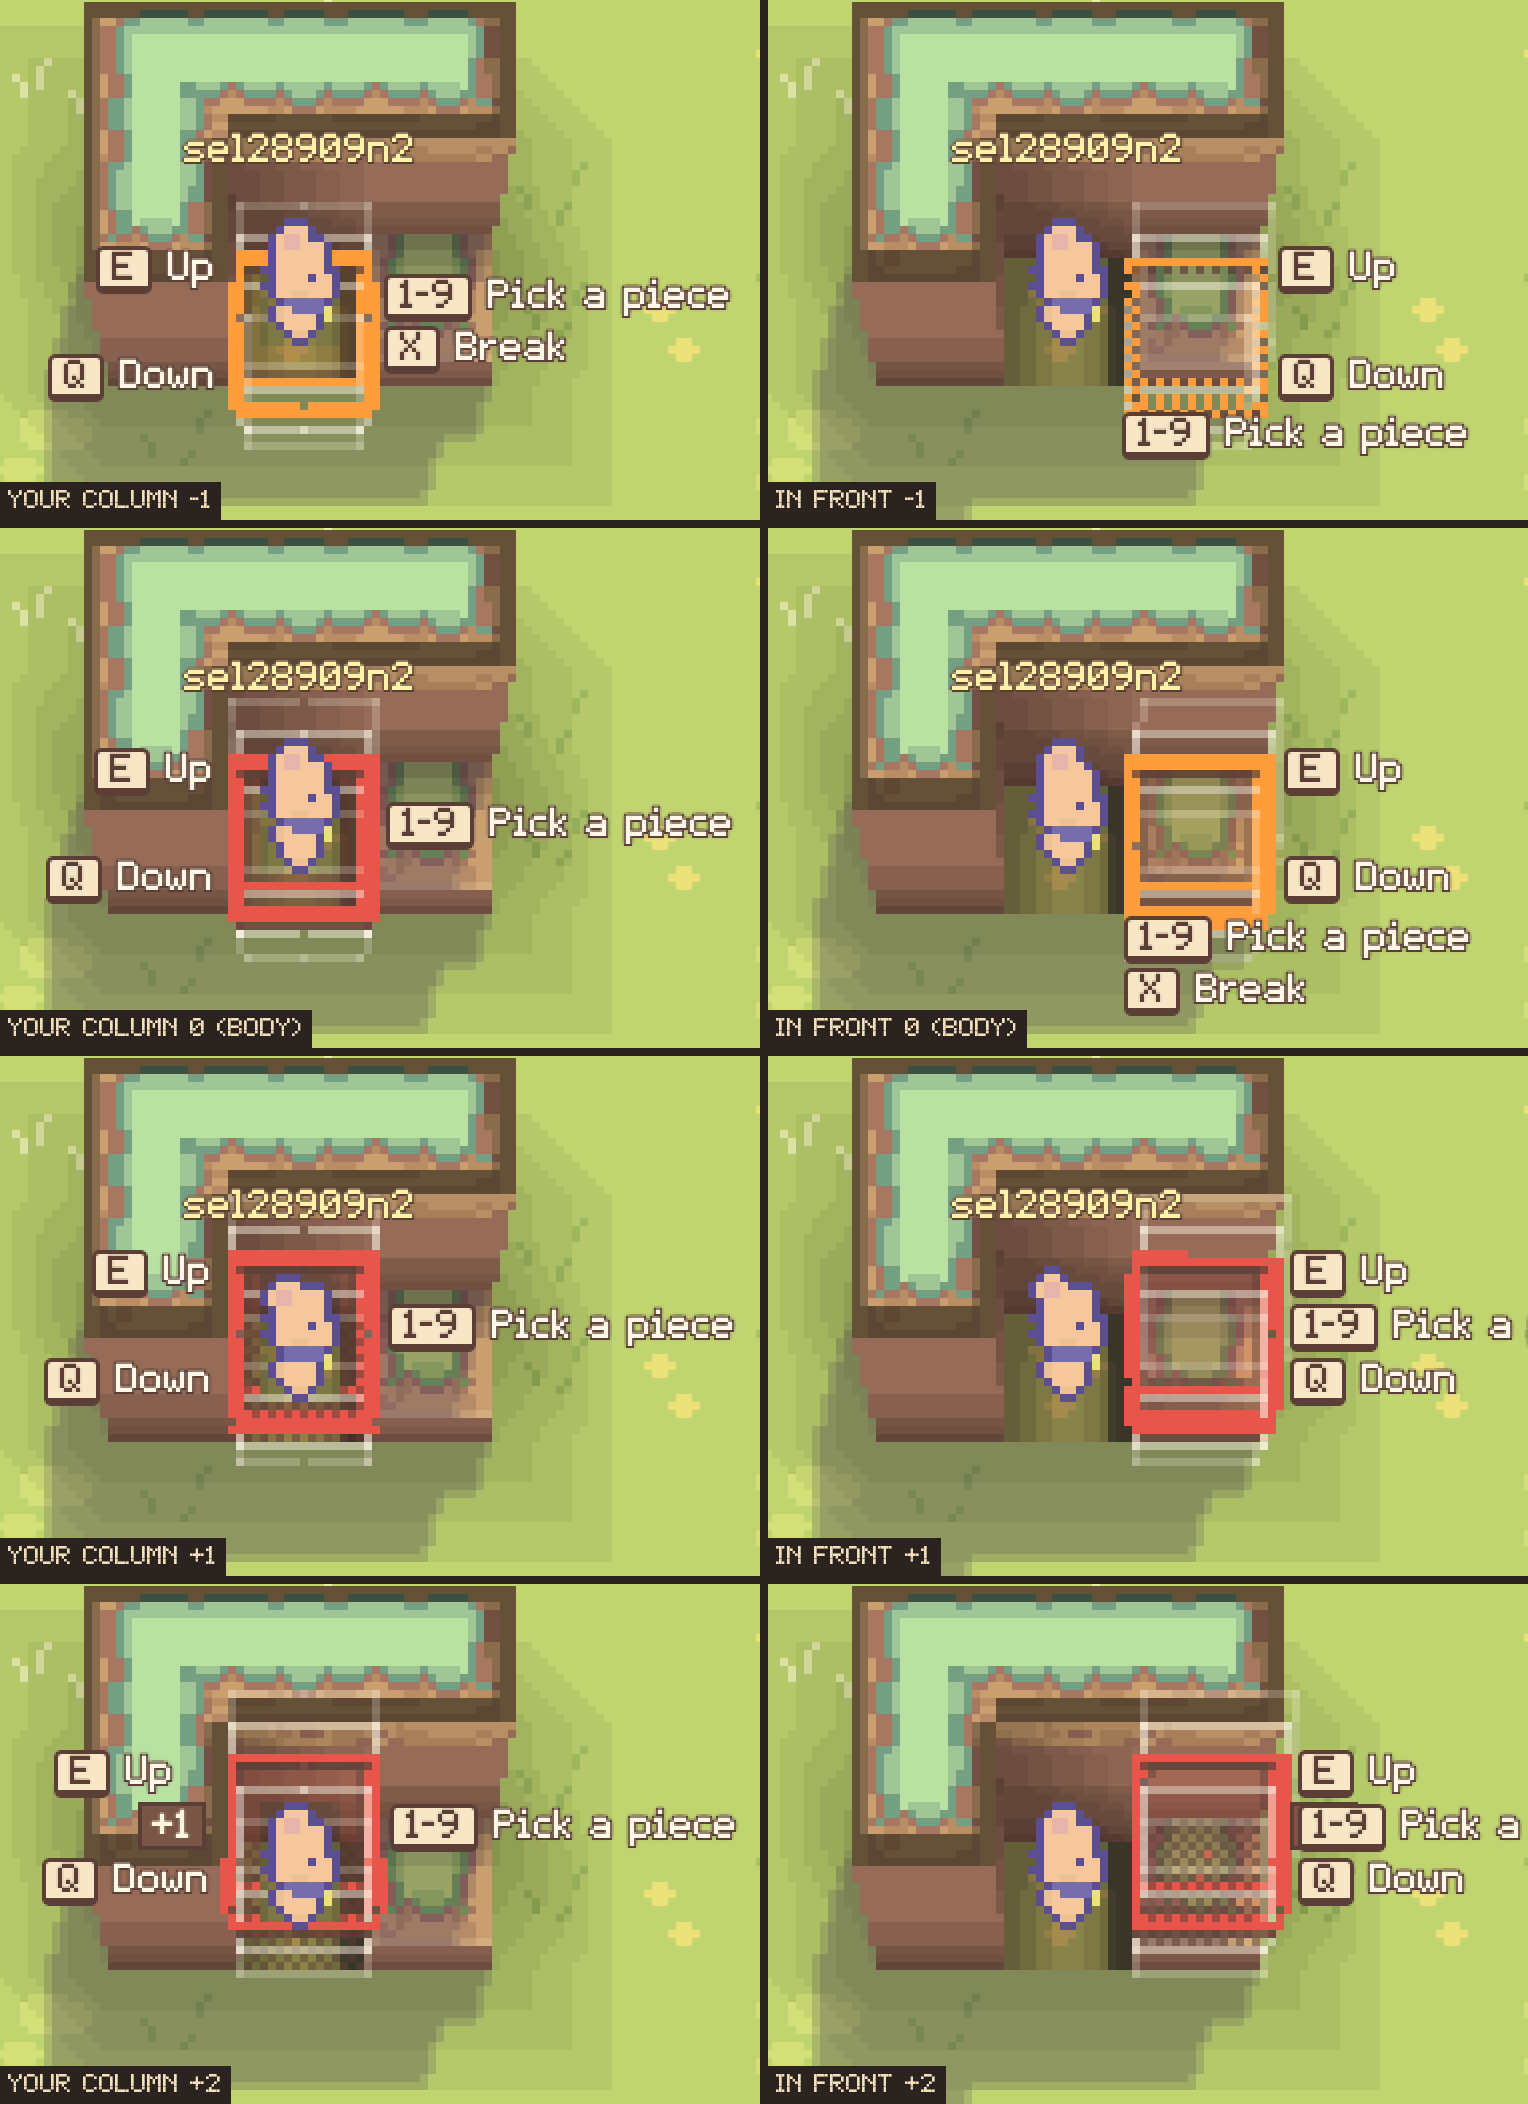 sel28909n2
E Up
1-9 Pick a piece
X Break
Q Down
YOUR COLUMN -1
sel28909n2
E Up
Q Down
1-9 Pick a piece
IN FRONT -1
sel28909n2
E Up
1-9 Pick a piece
Q Down
YOUR COLUMN 0 (BODY)
sel28909n2
E Up
Q Down
1-9 Pick a piece
X Break
IN FRONT 0 (BODY)
sel28909n2
E Up
1-9 Pick a piece
Q Down
YOUR COLUMN +1
sel28909n2
E Up
1-9 Pick a
Q Down
IN FRONT +1
E Up
+1
1-9 Pick a piece
Q Down
YOUR COLUMN +2
E Up
1-9 Pick a
Q Down
IN FRONT +2